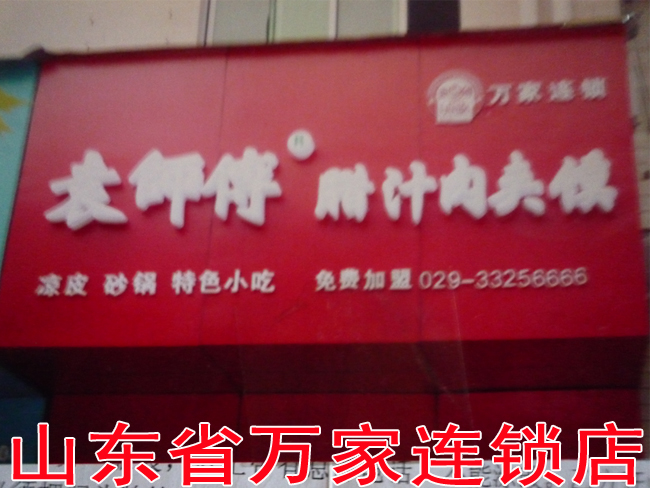 万家连锁
袁师傅® 腊汁肉夹馍
凉皮 砂锅 特色小吃 免费加盟 029-33256666
山东省万家连锁店